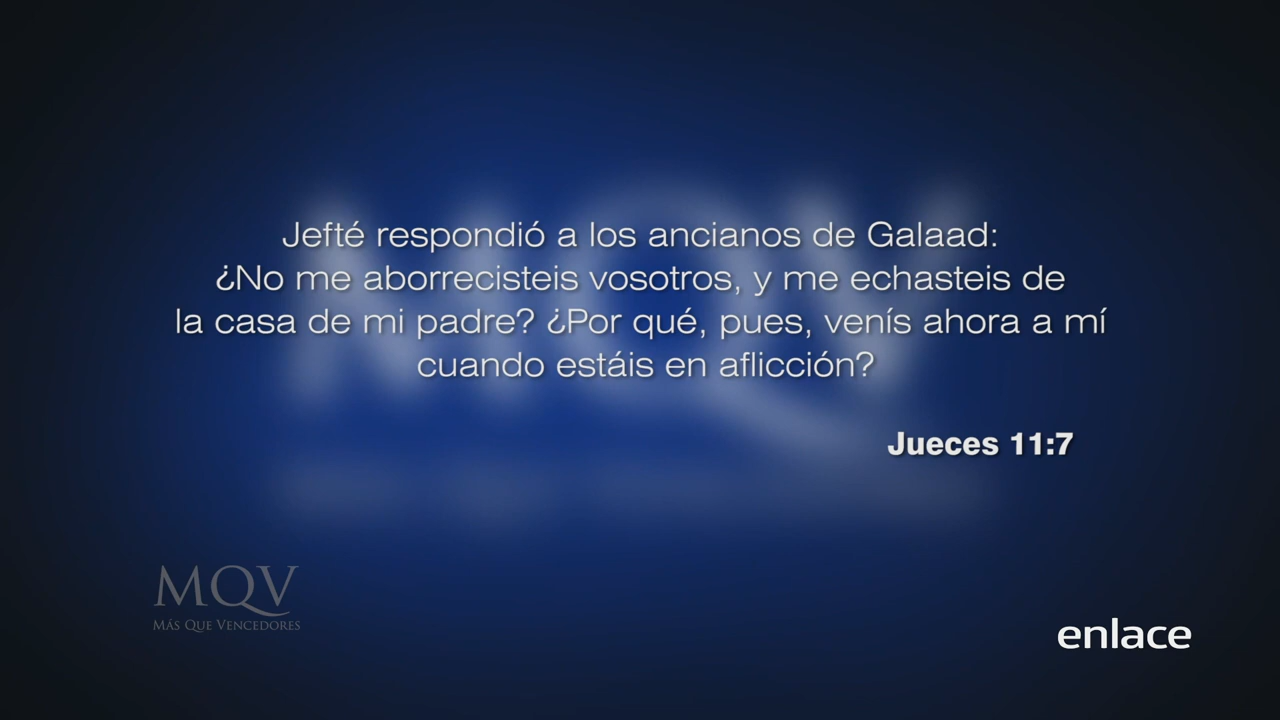 Jefté respondió a los ancianos de Galaad:
¿No me aborrecisteis vosotros, y me echasteis de
la casa de mi padre? ¿Por qué, pues, venís ahora a mí
cuando estáis en aflicción?
Jueces 11:7
MQV
MÁS QUE VENCEDORES
enlace